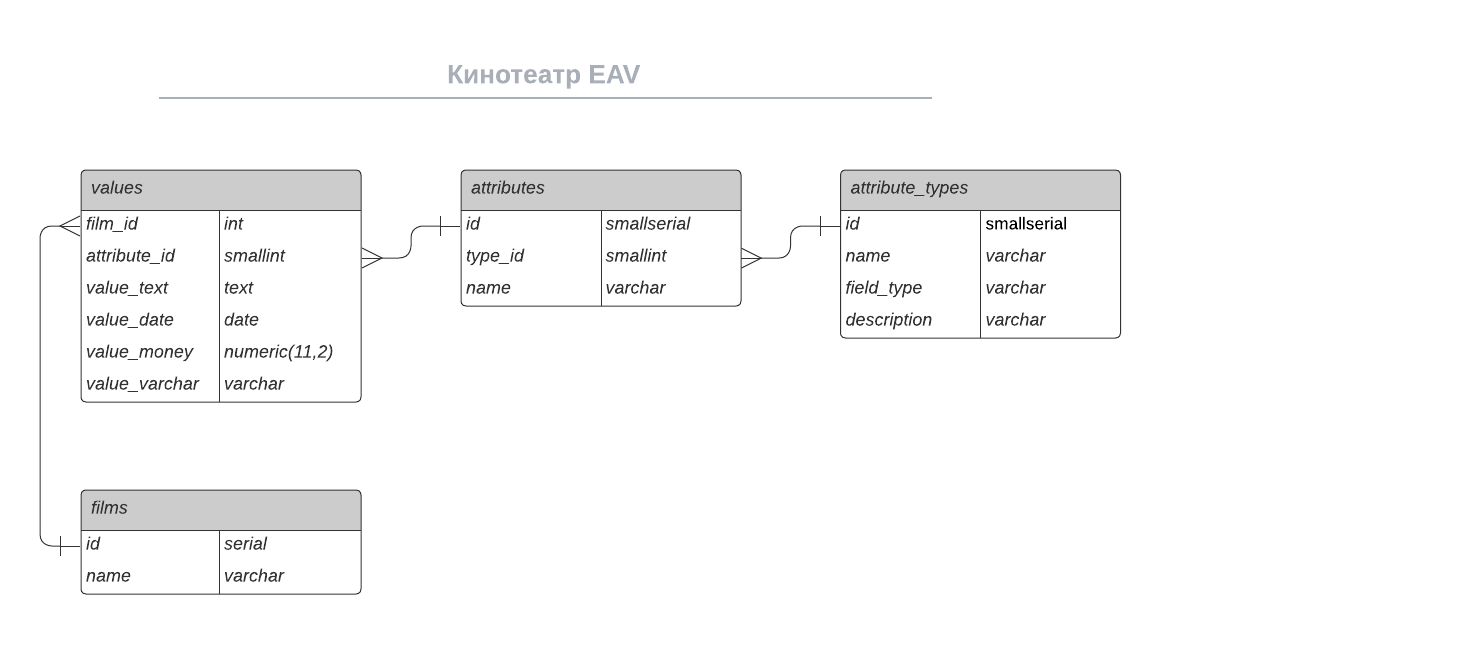 Кинотеатр EAV
values
film_id int
attribute_id smallint
value_text text
value_date date
value_money numeric(11,2)
value_varchar varchar
attributes
id smallserial
type_id smallint
name varchar
attribute_types
id smallserial
name varchar
field_type varchar
description varchar
films
id serial
name varchar